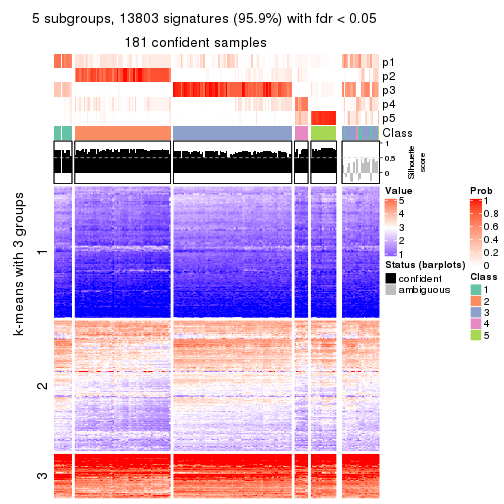 5 subgroups, 13803 signatures (95.9%) with fdr < 0.05
181 confident samples
p1
p2
p3
p4
p5
Class
1
0.5
0
Silhouette
score
k-means with 3 groups
1
2
3
Value
5
4
3
2
1
Status (barplots)
confident
ambiguous
Prob
1
0.8
0.6
0.4
0.2
0
Class
1
2
3
4
5